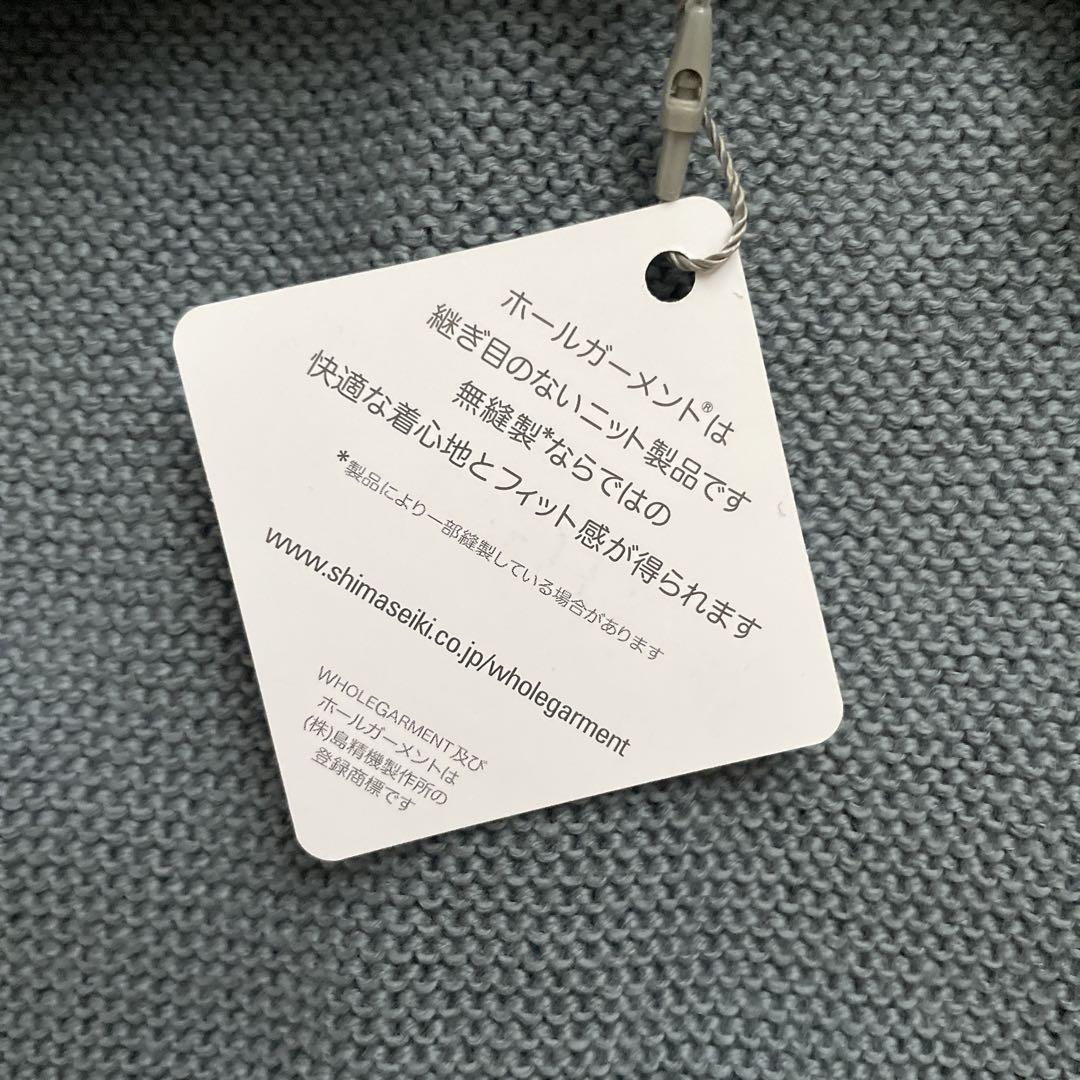 ホールガーメント®は
継ぎ目のないニット製品です
無縫製*ならではの
快適な着心地とフィット感が得られます
*製品により一部縫製している場合があります
www.shimaseiki.co.jp/wholegarment
WHOLEGARMENT及び
ホールガーメントは
(株)島精機製作所の
登録商標です